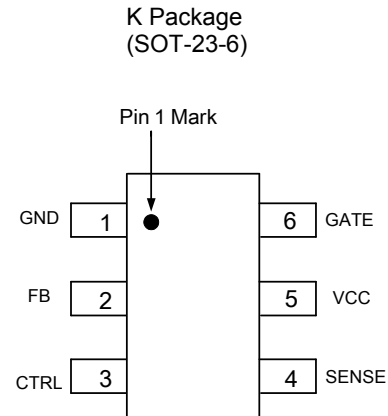 K Package
(SOT-23-6)
Pin 1 Mark
GND 1 6 GATE
FB 2 5 VCC
CTRL 3 4 SENSE